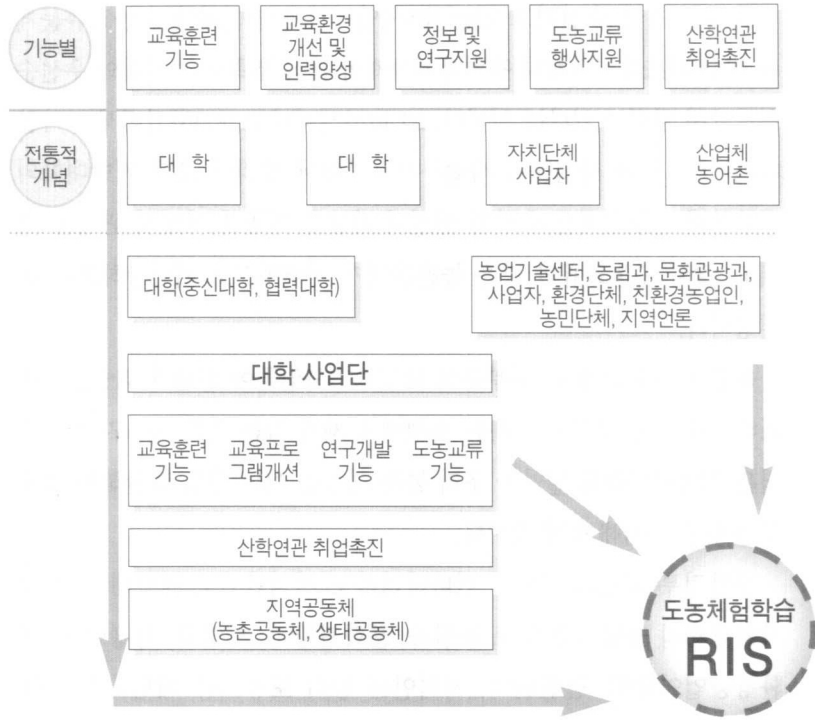 기능별
교육훈련
기능
교육환경
개선 및
인력양성
정보 및
연구지원
도농교류
행사지원
산학연관
취업촉진
전통적
개념
대 학
대 학
자치단체
사업자
산업체
농어촌
대학(중신대학, 협력대학)
농업기술센터, 농림과, 문화관광과,
사업자, 환경단체, 친환경농업인,
농민단체, 지역언론
대학 사업단
교육훈련
기능
교육프로
그램개션
연구개발
기능
도농교류
기능
산학연관 취업촉진
지역공동체
(농촌공동체, 생태공동체)
도농체험학습
RIS